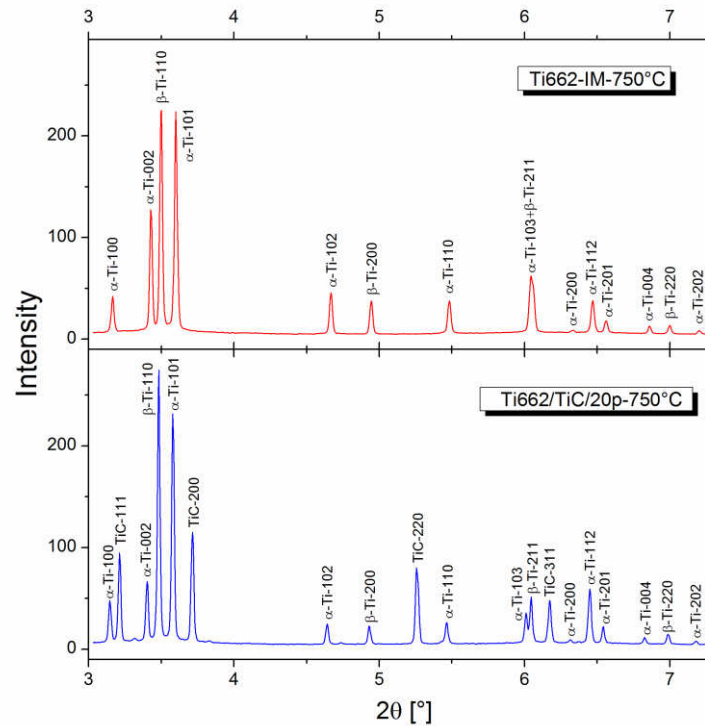 3 4 5 6 7
Ti662-IM-750°C
α-Ti-100
α-Ti-002
β-Ti-110
α-Ti-101
α-Ti-102
β-Ti-200
α-Ti-110
α-Ti-103+β-Ti-211
α-Ti-200
α-Ti-112
α-Ti-201
α-Ti-004
β-Ti-220
α-Ti-202
200
100
0
Intensity
Ti662/TiC/20p-750°C
α-Ti-100
TiC-111
α-Ti-002
β-Ti-110
α-Ti-101
TiC-200
α-Ti-102
β-Ti-200
TiC-220
α-Ti-110
α-Ti-103
β-Ti-211
TiC-311
α-Ti-200
α-Ti-112
α-Ti-201
α-Ti-004
β-Ti-220
α-Ti-202
200
100
0
3 4 5 6 7
2θ [°]